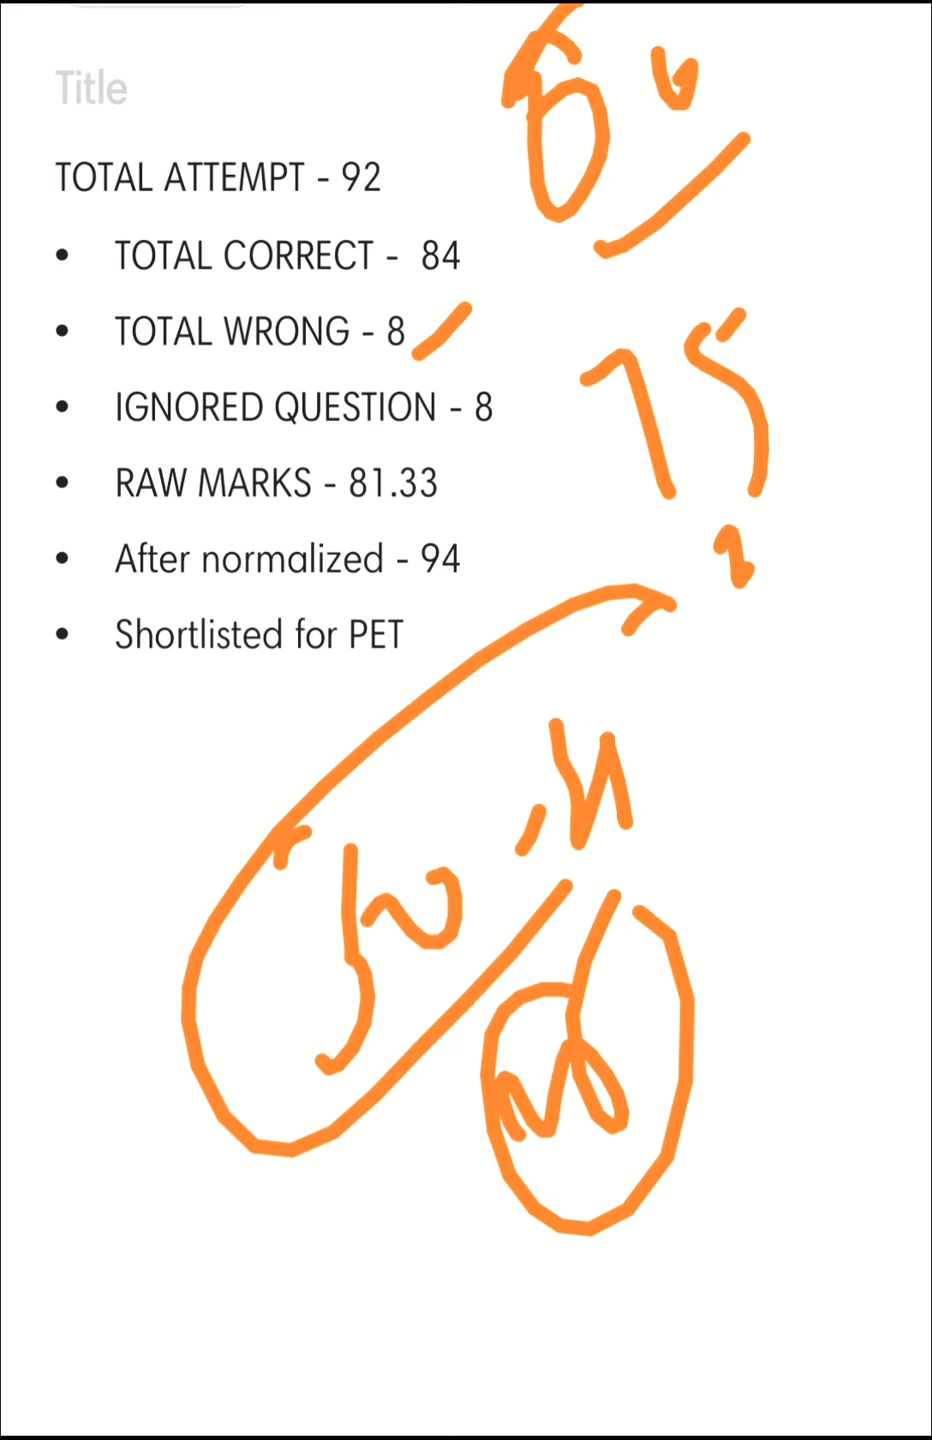 Title
TOTAL ATTEMPT - 92
• TOTAL CORRECT - 84
• TOTAL WRONG - 8
• IGNORED QUESTION - 8
• RAW MARKS - 81.33
• After normalized - 94
• Shortlisted for PET
75